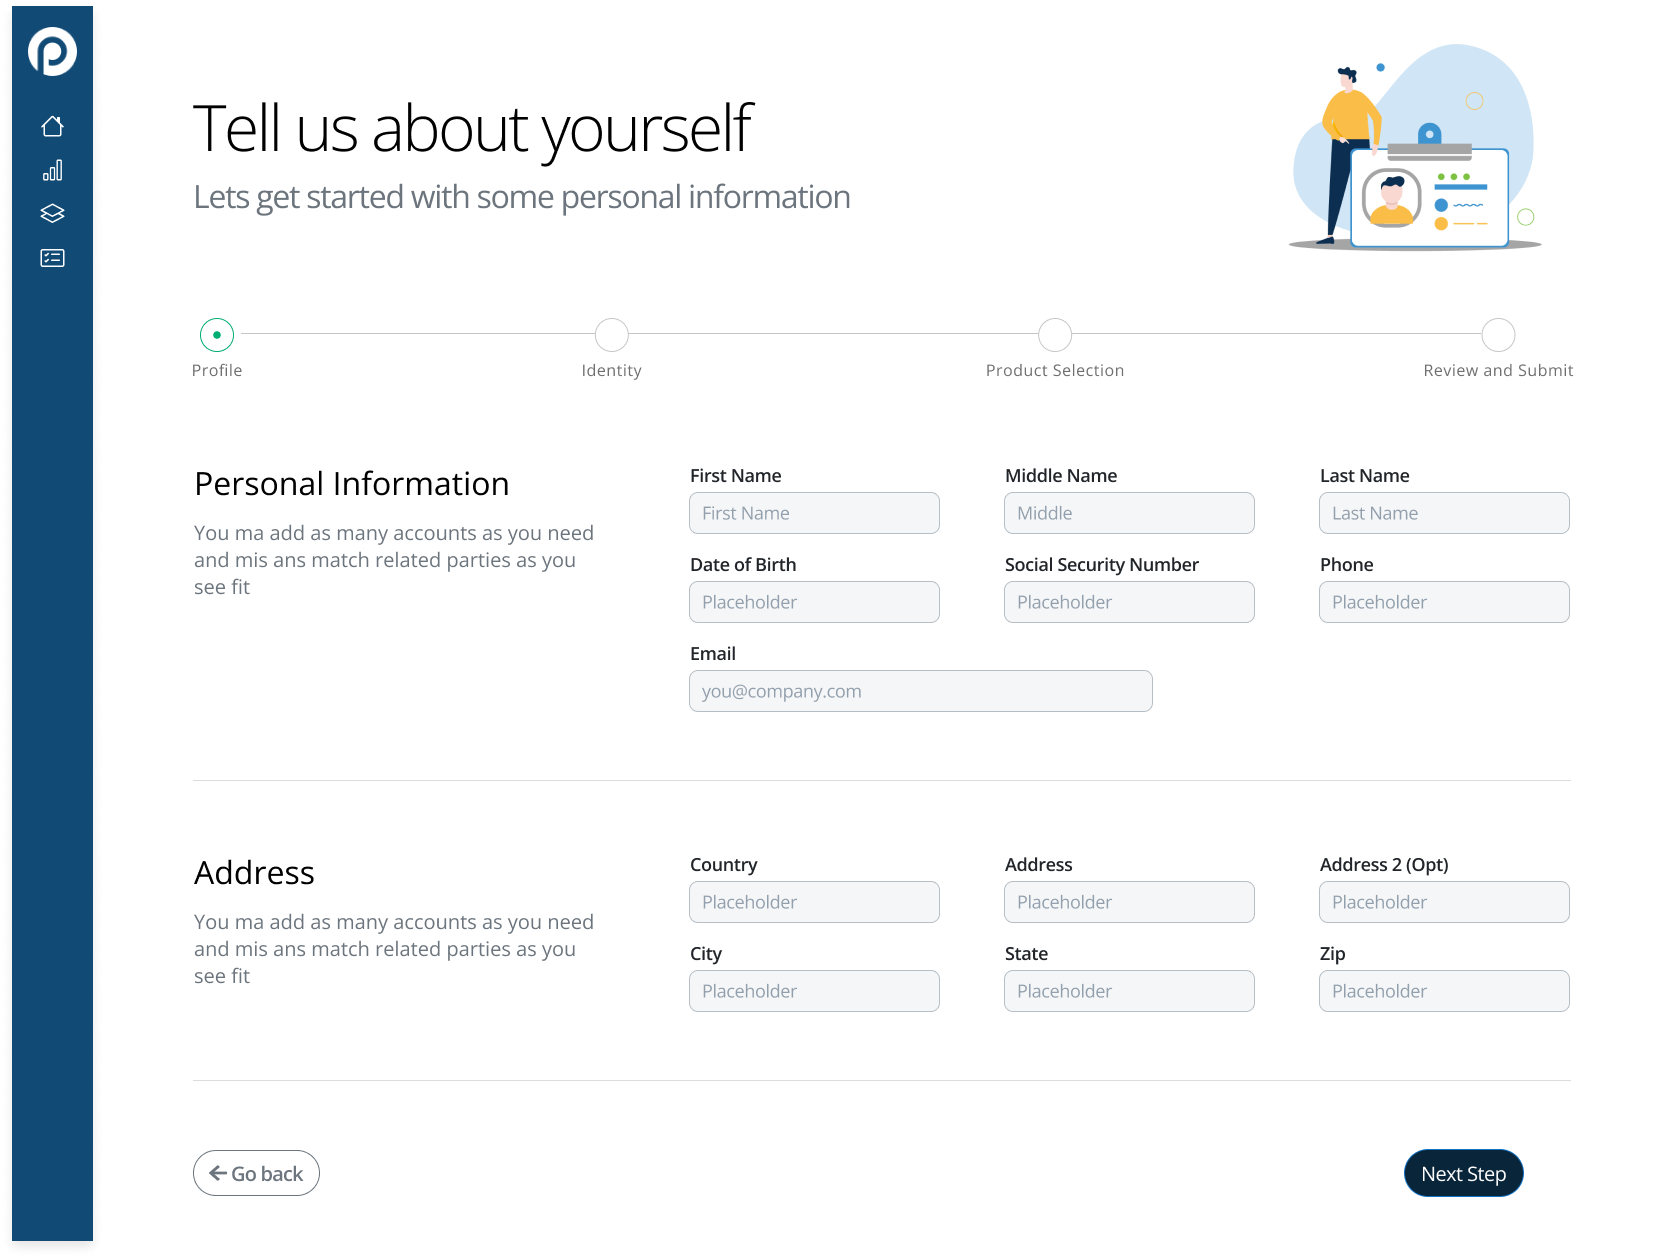 Tell us about yourself
Lets get started with some personal information
Profile
Identity
Product Selection
Review and Submit
Personal Information
You ma add as many accounts as you need
and mis ans match related parties as you
see fit
First Name
Middle Name
Last Name
First Name
Middle
Last Name
Date of Birth
Social Security Number
Phone
Placeholder
Placeholder
Placeholder
Email
you@company.com
Address
You ma add as many accounts as you need
and mis ans match related parties as you
see fit
Country
Address
Address 2 (Opt)
Placeholder
Placeholder
Placeholder
City
State
Zip
Placeholder
Placeholder
Placeholder
Go back
Next Step